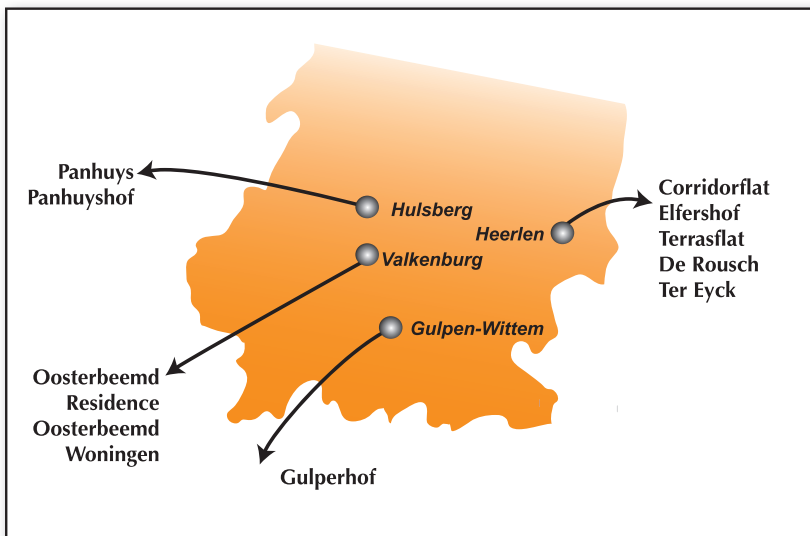 Panhuys
Panhuyshof
Hulsberg
Heerlen
Corridorflat
Elfershof
Terrasflat
De Rousch
Ter Eyck
Valkenburg
Gulpen-Wittem
Oosterbeemd
Residence
Oosterbeemd
Woningen
Gulperhof